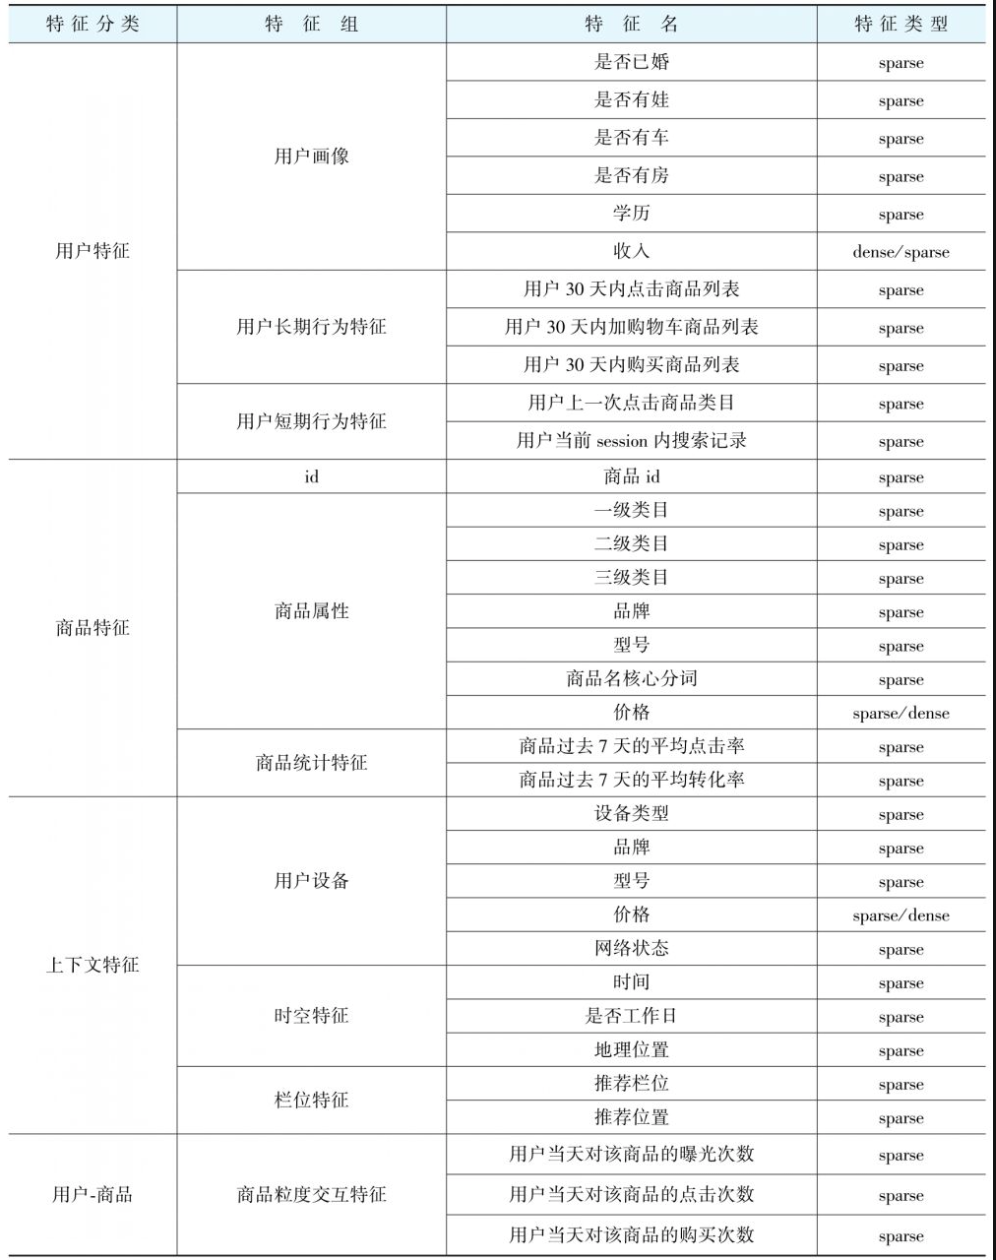 特征分类 特征组 特征名 特征类型
是否已婚 sparse
是否有娃 sparse
是否有车 sparse
用户画像
是否有房 sparse
学历 sparse
用户特征
收入 dense/sparse
用户 30 天内点击商品列表 sparse
用户长期行为特征 用户 30 天内加购物车商品列表 sparse
用户 30 天内购买商品列表 sparse
用户上一次点击商品类目 sparse
用户短期行为特征
用户当前 session 内搜索记录 sparse
id 商品 id sparse
一级类目 sparse
二级类目 sparse
三级类目 sparse
商品属性 品牌 sparse
商品特征
型号 sparse
商品名核心分词 sparse
价格 sparse/dense
商品过去 7 天的平均点击率 sparse
商品统计特征
商品过去 7 天的平均转化率 sparse
设备类型 sparse
品牌 sparse
用户设备 型号 sparse
价格 sparse/dense
网络状态 sparse
上下文特征
时间 sparse
时空特征 是否工作日 sparse
地理位置 sparse
推荐栏位 sparse
栏位特征
推荐位置 sparse
用户当天对该商品的曝光次数 sparse
用户-商品 商品粒度交互特征 用户当天对该商品的点击次数 sparse
用户当天对该商品的购买次数 sparse